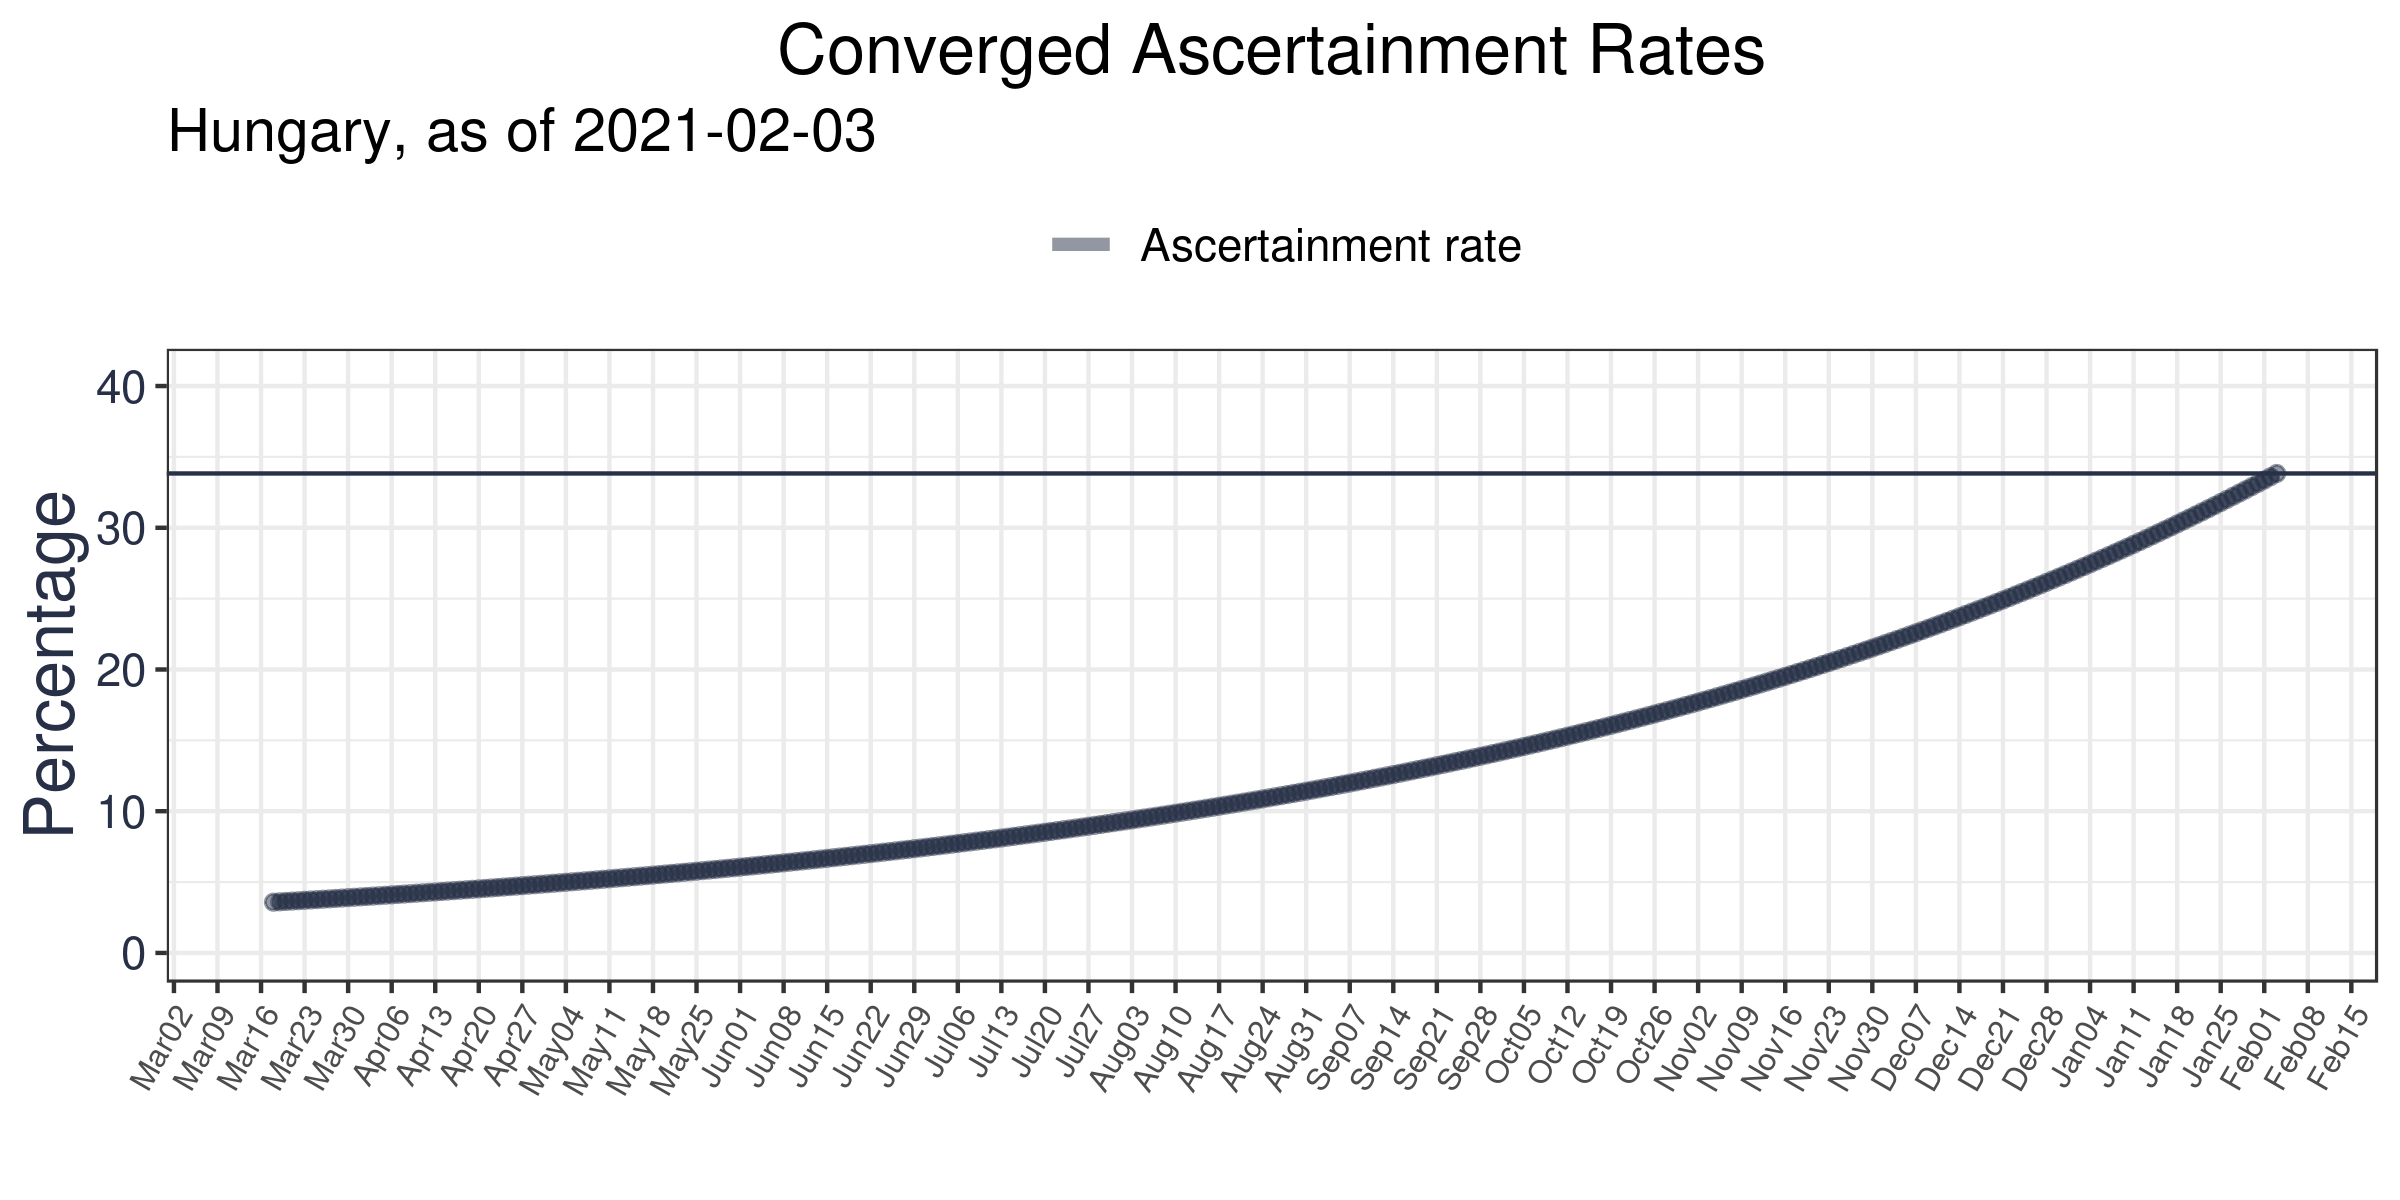 Converged Ascertainment Rates
Hungary, as of 2021-02-03
Ascertainment rate
Percentage
40
30
20
10
0
Mar02 Mar09 Mar16 Mar23 Mar30 Apr06 Apr13 Apr20 Apr27 May04 May11 May18 May25 Jun01 Jun08 Jun15 Jun22 Jun29 Jul06 Jul13 Jul20 Jul27 Aug03 Aug10 Aug17 Aug24 Aug31 Sep07 Sep14 Sep21 Sep28 Oct05 Oct12 Oct19 Oct26 Nov02 Nov09 Nov16 Nov23 Nov30 Dec07 Dec14 Dec21 Dec28 Jan04 Jan11 Jan18 Jan25 Feb01 Feb08 Feb15